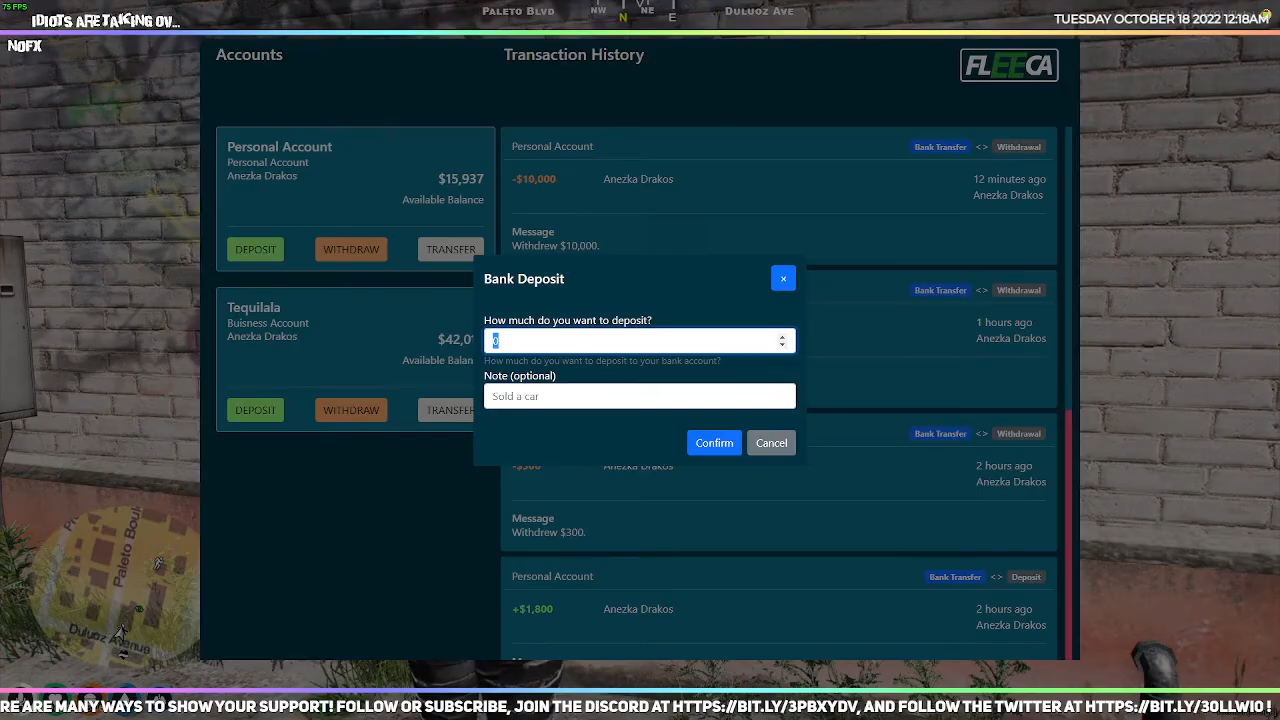 75 FPS
IDIOTS ARE TAKING OV...
NOFX
PALETO BLVD
NW
N
NE
E
DULUOZ AVE
TUESDAY OCTOBER 18 2022 12:18AM
Accounts
Transaction History
FLEECA
Personal Account
Personal Account
Anezka Drakos
$15,937
Available Balance
DEPOSIT
WITHDRAW
TRANSFER
Tequilala
Buisness Account
Anezka Drakos
$42,01
DEPOSIT
WITHDRAW
TRANSFER
Personal Account
Bank Transfer <> Withdrawal
-$10,000
Anezka Drakos
12 minutes ago
Anezka Drakos
Message
Withdrew $10,000.
Bank Transfer <> Withdrawal
1 hours ago
Anezka Drakos
Bank Deposit
×
How much do you want to deposit?
0
How much do you want to deposit to your bank account?
Note (optional)
Sold a car
Confirm
Cancel
Bank Transfer <> Withdrawal
-$300
Anezka Drakos
2 hours ago
Anezka Drakos
Message
Withdrew $300.
Personal Account
Bank Transfer <> Deposit
+$1,800
Anezka Drakos
2 hours ago
Anezka Drakos
Paleto Boul
Duluoz Avenue
RE ARE MANY WAYS TO SHOW YOUR SUPPORT! FOLLOW OR SUBSCRIBE, JOIN THE DISCORD AT HTTPS://BIT.LY/3PBXYDV, AND FOLLOW THE TWITTER AT HTTPS://BIT.LY/3OLLWIO !